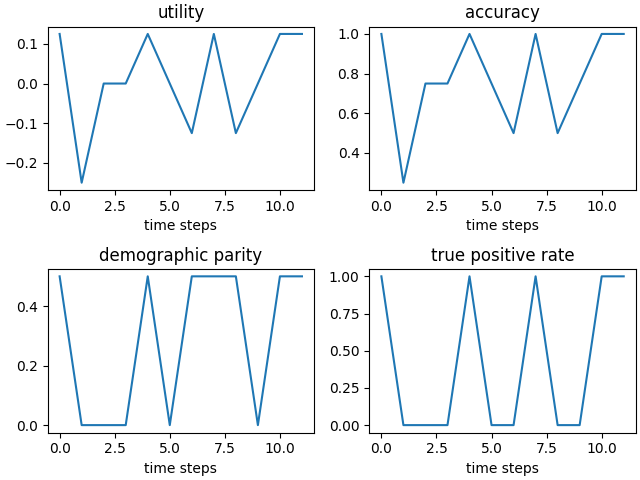 utility
0.1
0.0
−0.1
−0.2
0.0 2.5 5.0 7.5 10.0
time steps
accuracy
1.0
0.8
0.6
0.4
0.0 2.5 5.0 7.5 10.0
time steps
demographic parity
0.4
0.2
0.0
0.0 2.5 5.0 7.5 10.0
time steps
true positive rate
1.00
0.75
0.50
0.25
0.00
0.0 2.5 5.0 7.5 10.0
time steps